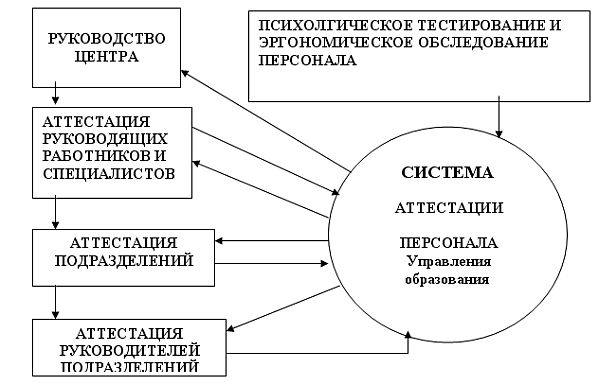 РУКОВОДСТВО
ЦЕНТРА
ПСИХОЛГИЧЕСКОЕ ТЕСТИРОВАНИЕ И
ЭРГОНОМИЧЕСКОЕ ОБСЛЕДОВАНИЕ
ПЕРСОНАЛА
АТТЕСТАЦИЯ
РУКОВОДЯЩИХ
РАБОТНИКОВ И
СПЕЦИАЛИСТОВ
АТТЕСТАЦИЯ
ПОДРАЗДЕЛЕНИЙ
АТТЕСТАЦИЯ
РУКОВОДИТЕЛЕЙ
ПОДРАЗДЕЛЕНИЙ
СИСТЕМА
АТТЕСТАЦИИ
ПЕРСОНАЛА
Управления
образования